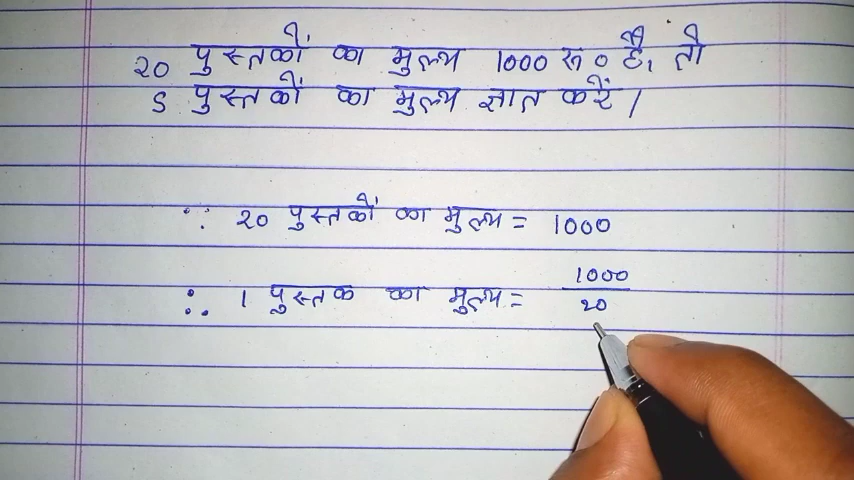 20 पुस्तकों का मुल्य 1000 रू० है, तो
5 पुस्तकों का मुल्य ज्ञात करें।
∵ 20 पुस्तकों का मुल्य = 1000
∴ 1 पुस्तक का मुल्य = 1000/20